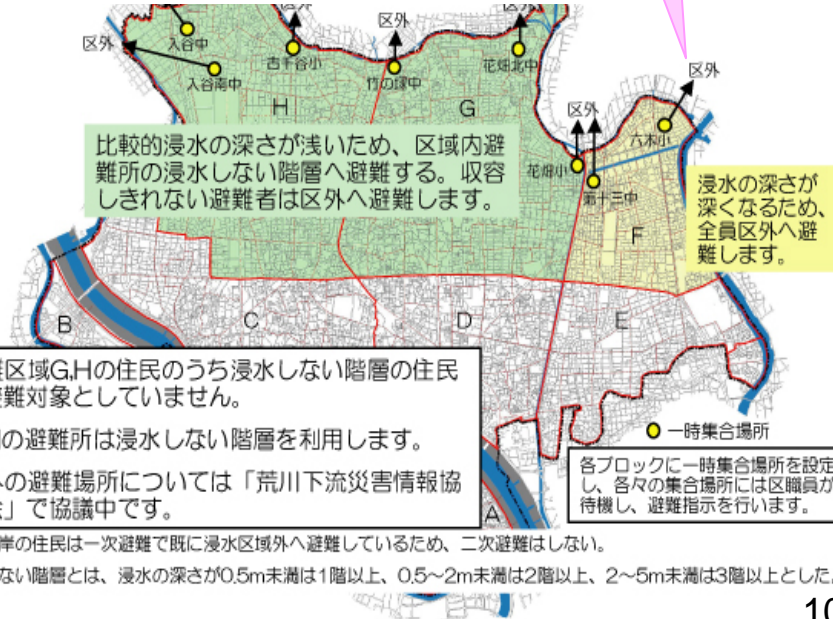 区外
区外
区外
区外
入谷中
古千谷小
花畑北中
竹の塚中
入谷南中
区外
区外
六木小
花畑小
第十三中
H
G
F
比較的浸水の深さが浅いため、区域内避
難所の浸水しない階層へ避難する。収容
しきれない避難者は区外へ避難します。
浸水の深さが
深くなるため、
全員区外へ避
難します。
B
C
D
E
A
区域G,Hの住民のうち浸水しない階層の住民
難対象としていません。
の避難所は浸水しない階層を利用します。
の避難場所については「荒川下流災害情報協
」で協議中です。
一時集合場所
各ブロックに一時集合場所を設定
し、各々の集合場所には区職員が
待機し、避難指示を行います。
岸の住民は一次避難で既に浸水区域外へ避難しているため、二次避難はしない。
ない階層とは、浸水の深さが0.5m未満は1階以上、0.5～2m未満は2階以上、2～5m未満は3階以上とした
10